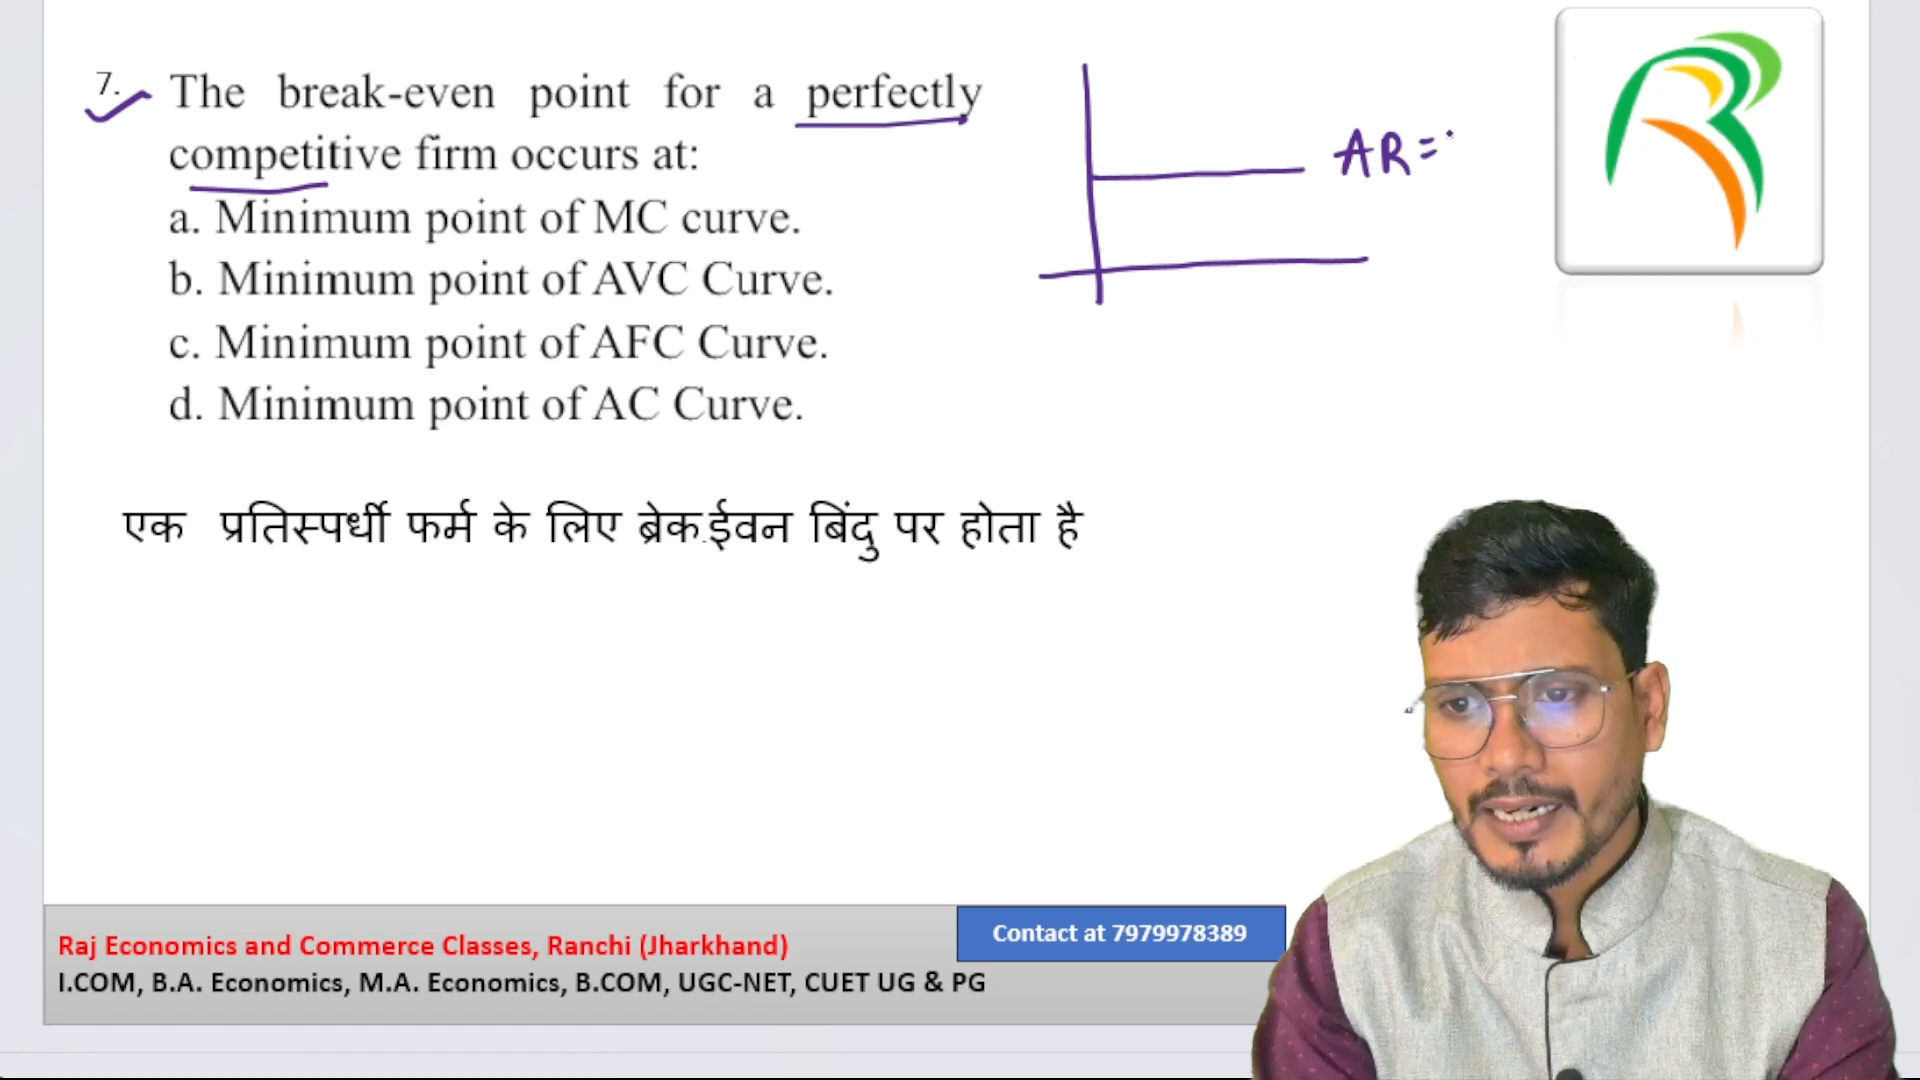 7. The break-even point for a perfectly
competitive firm occurs at:
a. Minimum point of MC curve.
b. Minimum point of AVC Curve.
c. Minimum point of AFC Curve.
d. Minimum point of AC Curve.
AR=
एक प्रतिस्पर्धी फर्म के लिए ब्रेक.ईवन बिंदु पर होता है
Raj Economics and Commerce Classes, Ranchi (Jharkhand)
Contact at 7979978389
I.COM, B.A. Economics, M.A. Economics, B.COM, UGC-NET, CUET UG & PG